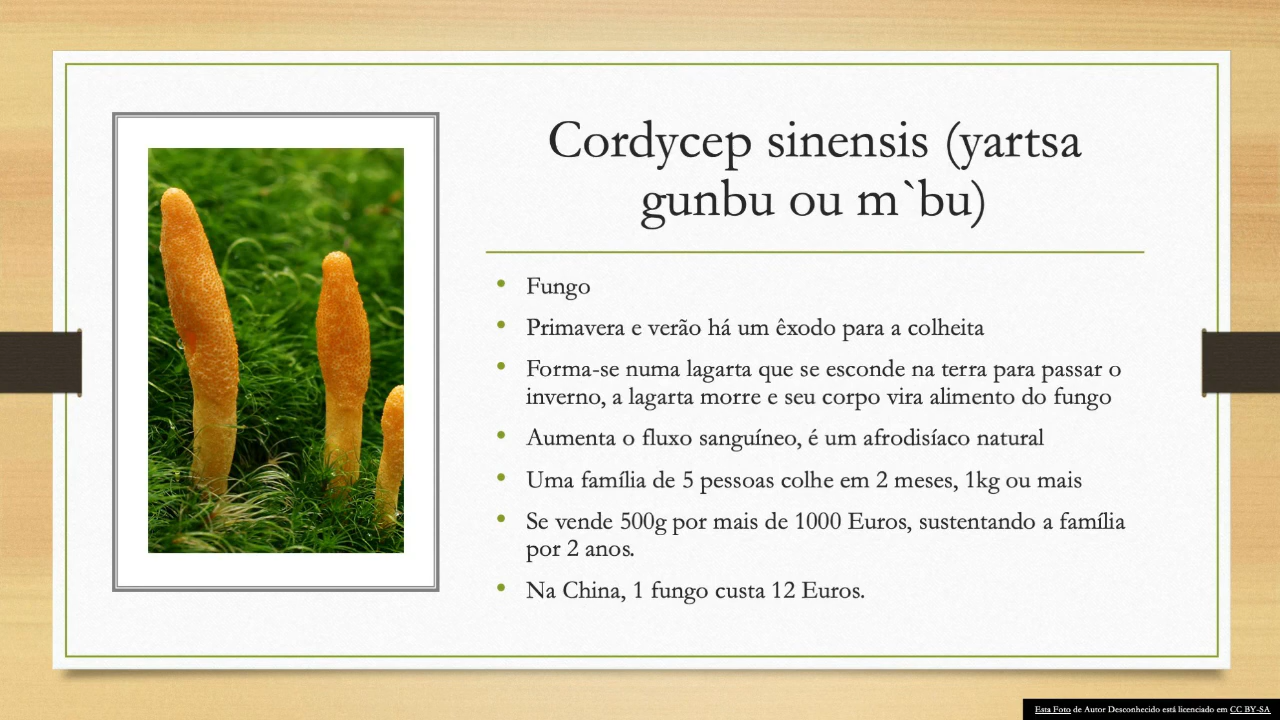 Cordycep sinensis (yartsa
gunbu ou m`bu)
• Fungo
• Primavera e verão há um êxodo para a colheita
• Forma-se numa lagarta que se esconde na terra para passar o
inverno, a lagarta morre e seu corpo vira alimento do fungo
• Aumenta o fluxo sanguíneo, é um afrodisíaco natural
• Uma família de 5 pessoas colhe em 2 meses, 1kg ou mais
• Se vende 500g por mais de 1000 Euros, sustentando a família
por 2 anos.
• Na China, 1 fungo custa 12 Euros.
Esta Foto de Autor Desconhecido está licenciado em CC BY-SA